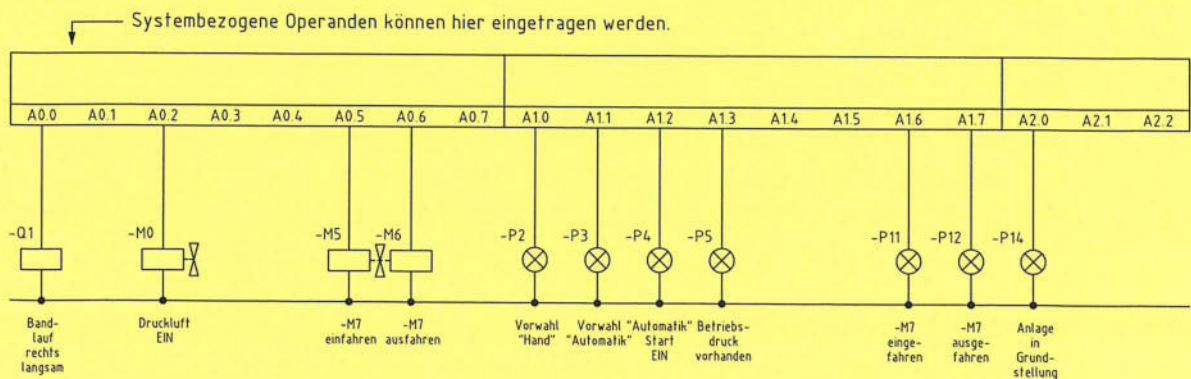 Systembezogene Operanden können hier eingetragen werden.
A0.0 A0.1 A0.2 A0.3 A0.4 A0.5 A0.6 A0.7 A1.0 A1.1 A1.2 A1.3 A1.4 A1.5 A1.6 A1.7 A2.0 A2.1 A2.2
-Q1 -M0 -M5 -M6 -P2 -P3 -P4 -P5 -P11 -P12 -P14
Band- Druckluft -M7 -M7 Vorwahl Vorwahl "Automatik" Betriebs- -M7 -M7 Anlage
lauf EIN einfahren ausfahren "Hand" "Automatik" Start druck einge- ausge- in
rechts EIN vorhanden fahren fahren Grund-
langsam stellung